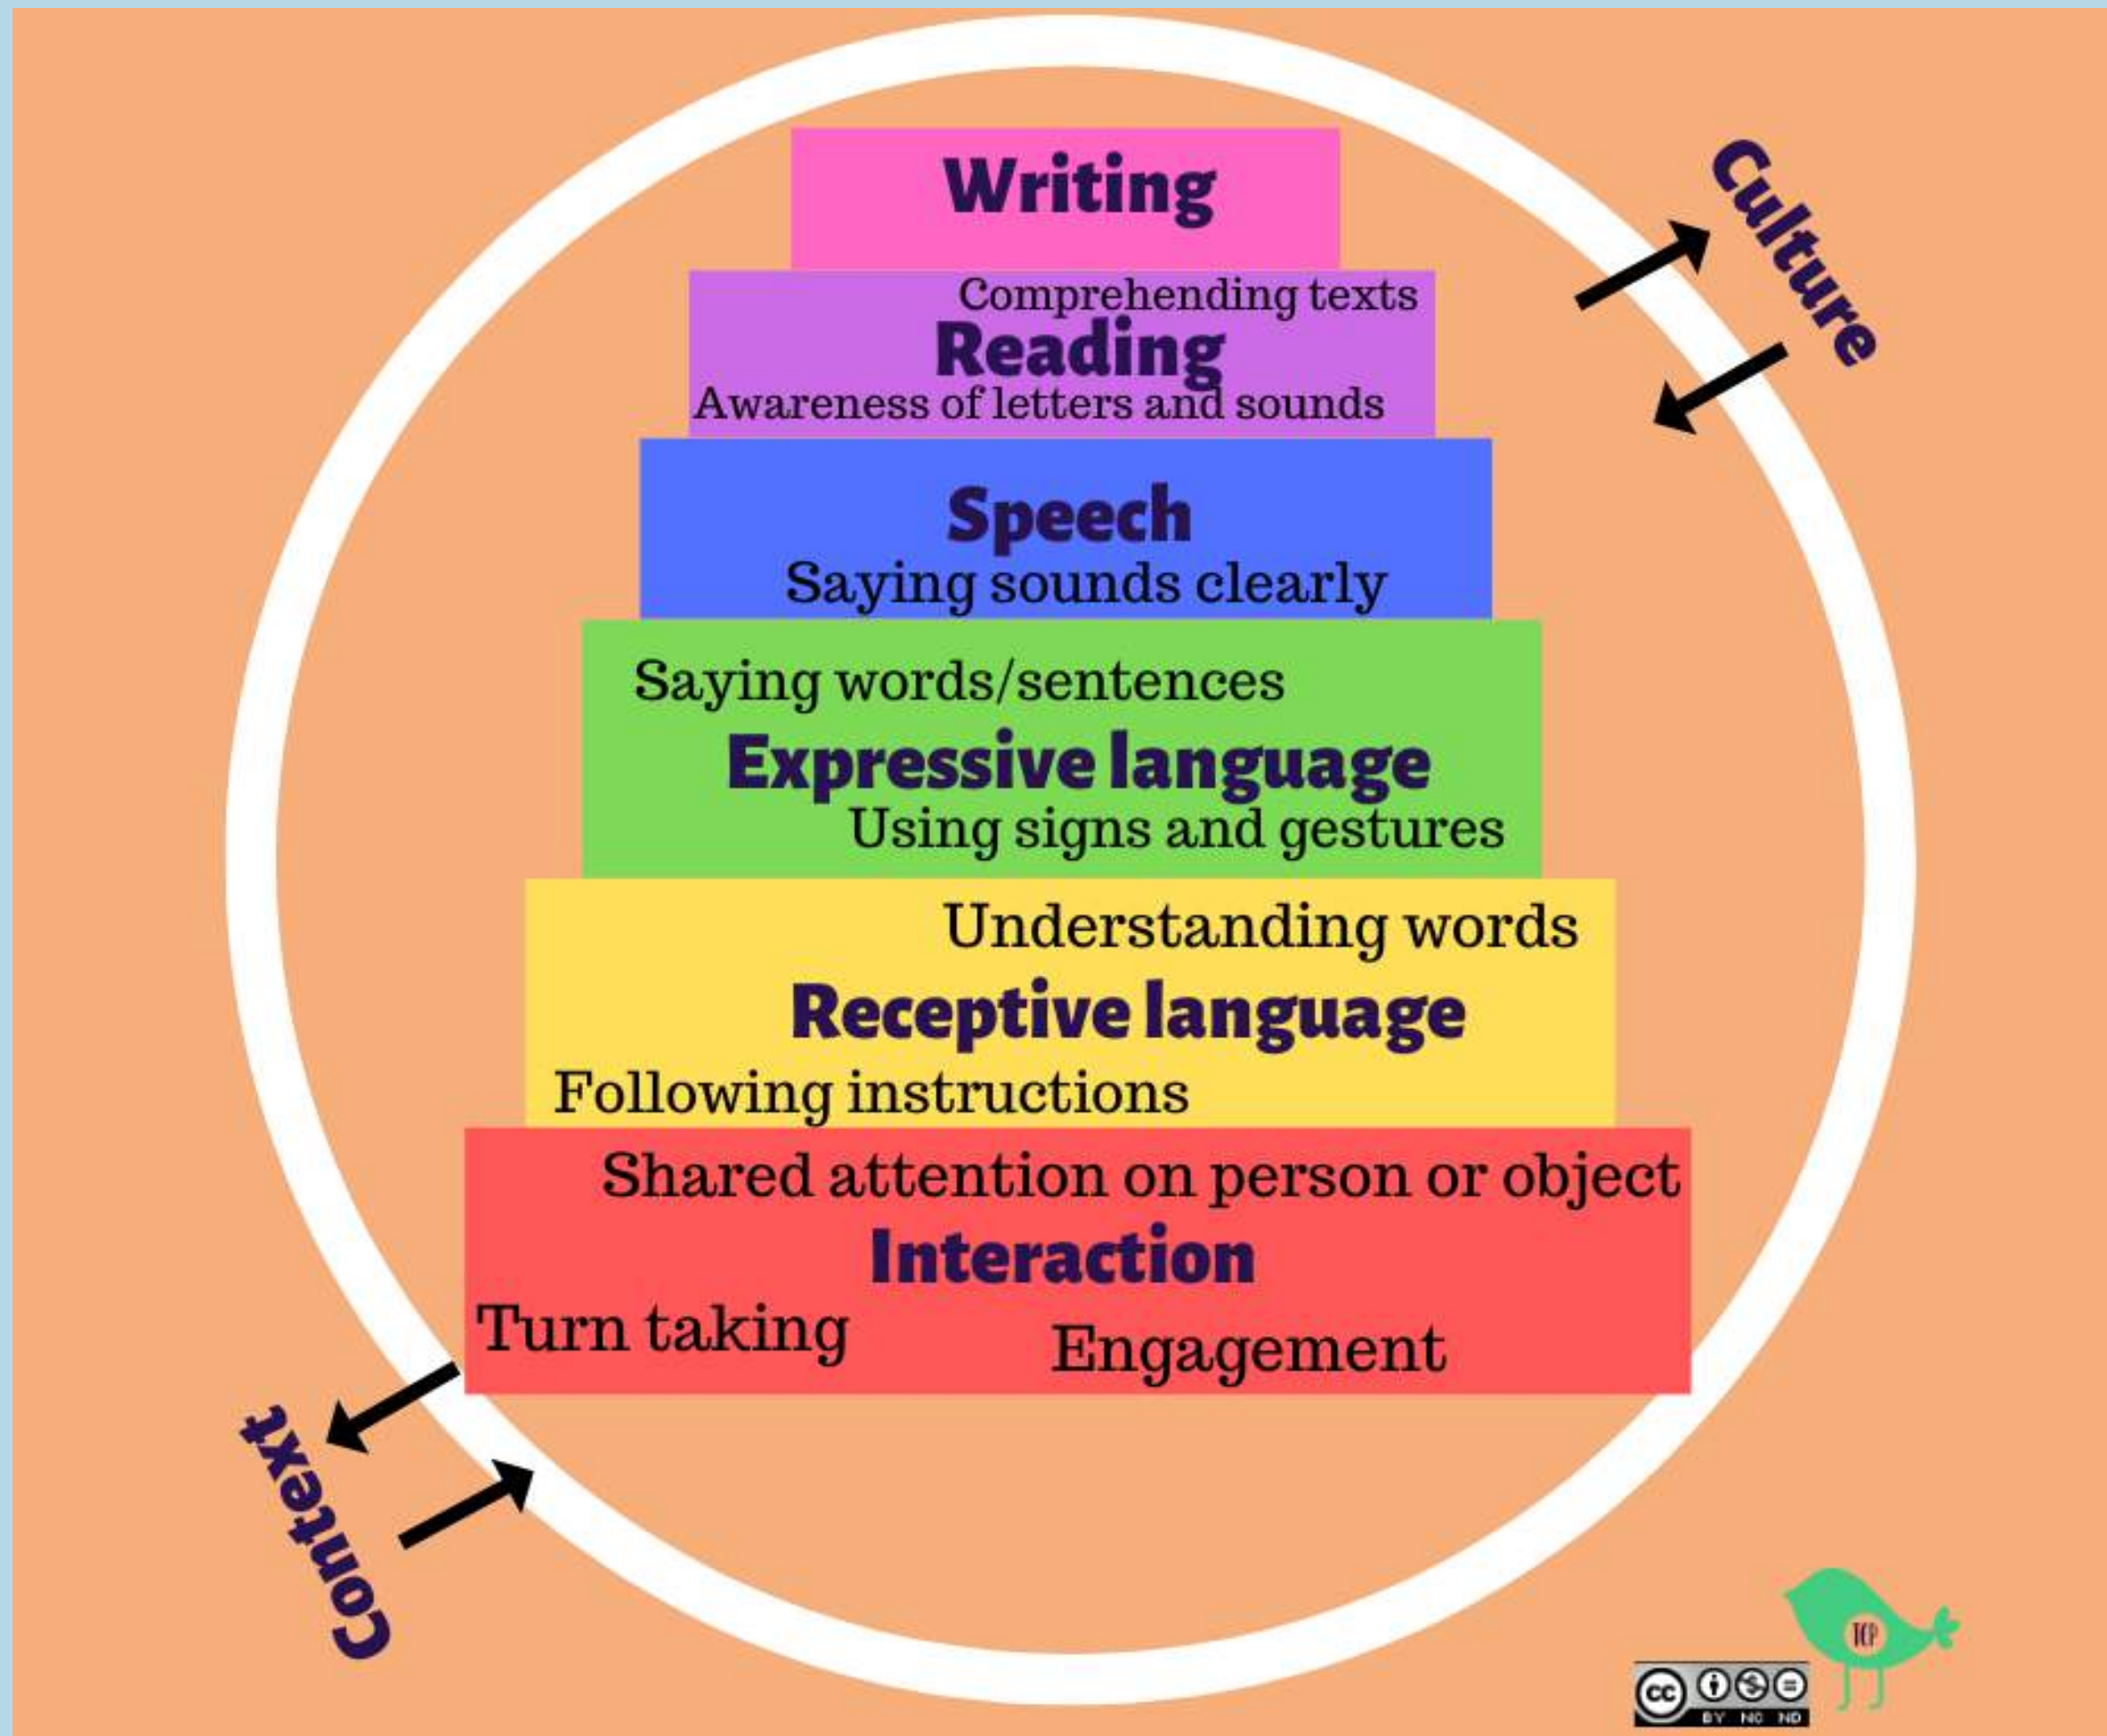 Culture
Writing
Comprehending texts
Reading
Awareness of letters and sounds
Speech
Saying sounds clearly
Saying words/sentences
Expressive language
Using signs and gestures
Understanding words
Receptive language
Following instructions
Shared attention on person or object
Interaction
Turn taking
Engagement
Context
TCP
cc
BY NC ND